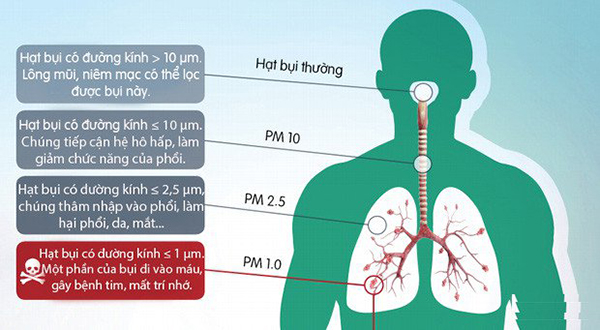 Hạt bụi có đường kính > 10 µm.
Lông mũi, niêm mạc có thể lọc
được bụi này.
Hạt bụi thường
Hạt bụi có đường kính ≤ 10 µm.
Chúng tiếp cận hệ hô hấp, làm
giảm chức năng của phổi.
PM 10
Hạt bụi có đường kính ≤ 2,5 µm,
chúng thâm nhập vào phổi, làm
hại phổi, da, mắt...
PM 2.5
Hạt bụi có đường kính ≤ 1 µm.
Một phần của bụi đi vào máu,
gây bệnh tim, mất trí nhớ.
PM 1.0